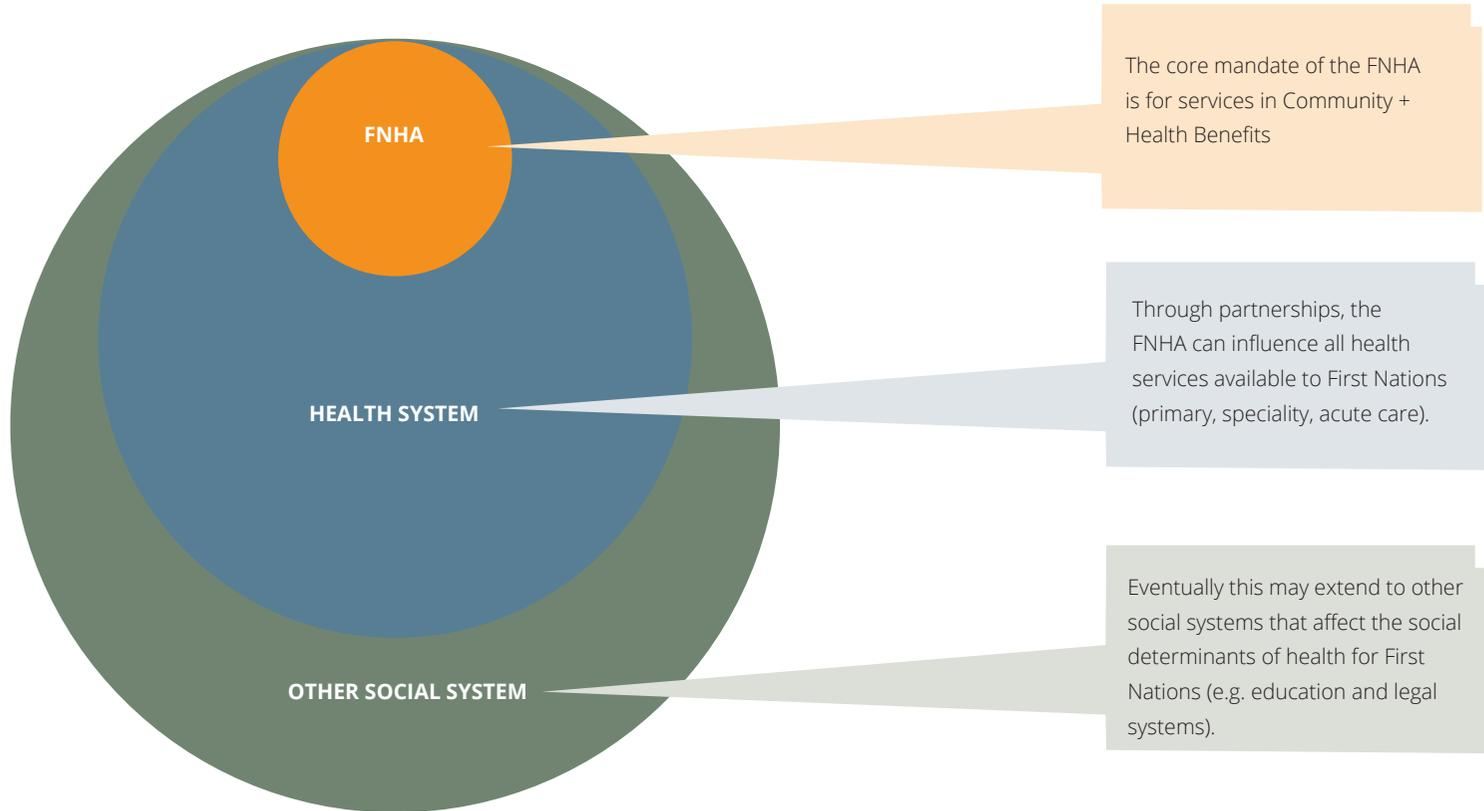 FNHA
The core mandate of the FNHA
is for services in Community +
Health Benefits
HEALTH SYSTEM
Through partnerships, the
FNHA can influence all health
services available to First Nations
(primary, speciality, acute care).
OTHER SOCIAL SYSTEM
Eventually this may extend to other
social systems that affect the social
determinants of health for First
Nations (e.g. education and legal
systems).